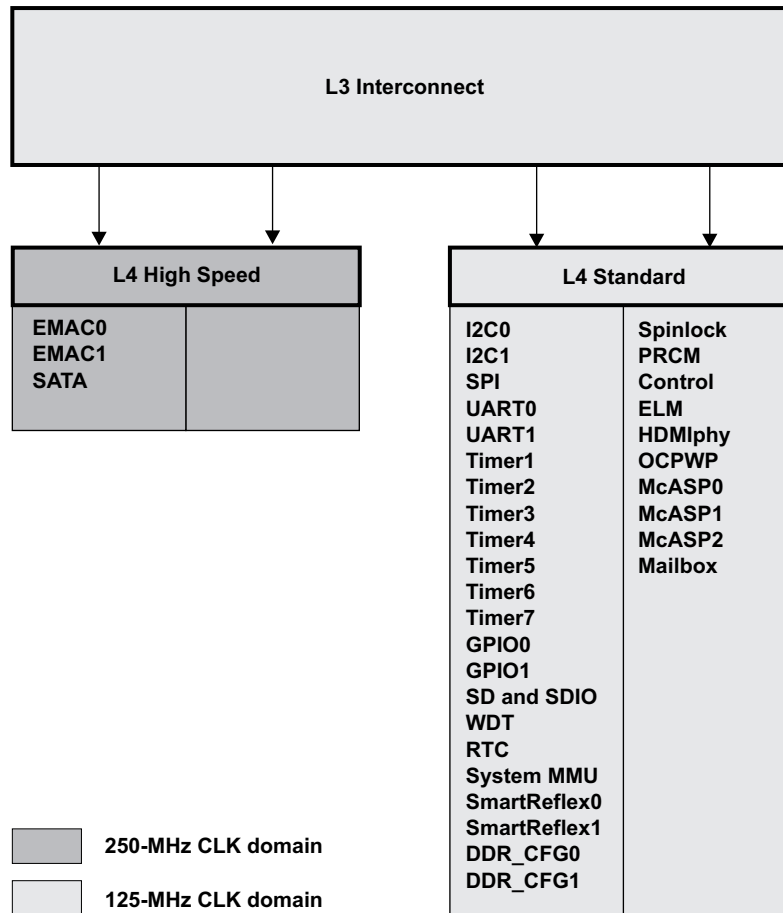 L3 Interconnect
L4 High Speed
EMAC0
EMAC1
SATA
L4 Standard
I2C0
I2C1
SPI
UART0
UART1
Timer1
Timer2
Timer3
Timer4
Timer5
Timer6
Timer7
GPIO0
GPIO1
SD and SDIO
WDT
RTC
System MMU
SmartReflex0
SmartReflex1
DDR_CFG0
DDR_CFG1
Spinlock
PRCM
Control
ELM
HDMIphy
OCPWP
McASP0
McASP1
McASP2
Mailbox
250-MHz CLK domain
125-MHz CLK domain